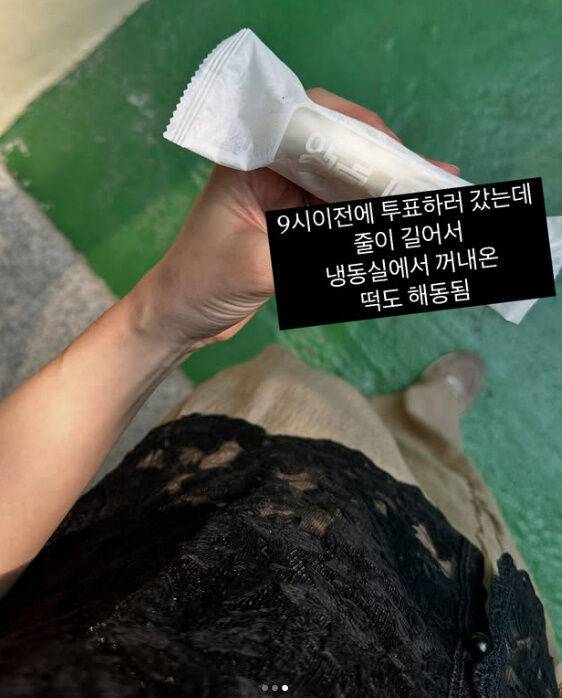 9시이전에 투표하러 갔는데
줄이 길어서
냉동실에서 꺼내온
떡도 해동됨